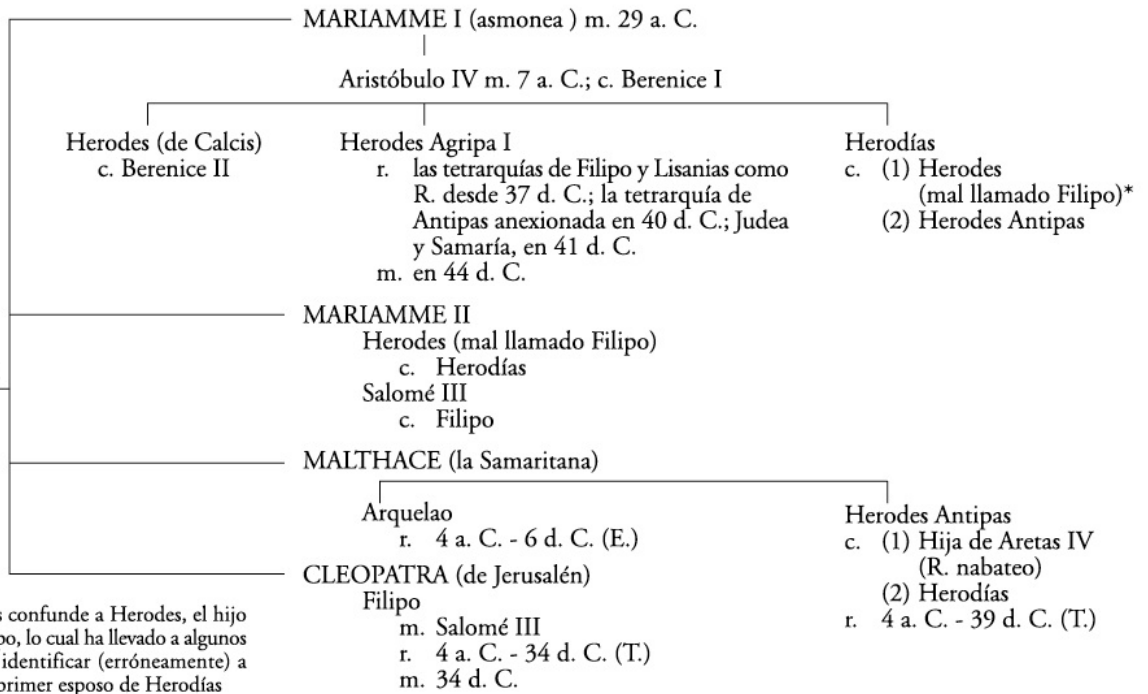 MARIAMME I (asmonea ) m. 29 a. C.
Aristóbulo IV m. 7 a. C.; c. Berenice I
Herodes (de Calcis)
c. Berenice II
Herodes Agripa I
r. las tetrarquías de Filipo y Lisanias como
R. desde 37 d. C.; la tetrarquía de
Antipas anexionada en 40 d. C.; Judea
y Samaría, en 41 d. C.
m. en 44 d. C.
Herodías
c. (1) Herodes
(mal llamado Filipo)*
(2) Herodes Antipas
MARIAMME II
Herodes (mal llamado Filipo)
c. Herodías
Salomé III
c. Filipo
MALTHACE (la Samaritana)
Arquelao
r. 4 a. C. - 6 d. C. (E.)
Herodes Antipas
c. (1) Hija de Aretas IV
(R. nabateo)
(2) Herodías
r. 4 a. C. - 39 d. C. (T.)
CLEOPATRA (de Jerusalén)
Filipo
m. Salomé III
r. 4 a. C. - 34 d. C. (T.)
m. 34 d. C.
confunde a Herodes, el hijo
lo cual ha llevado a algunos
identificar (erróneamente) a
esposo de Herodías